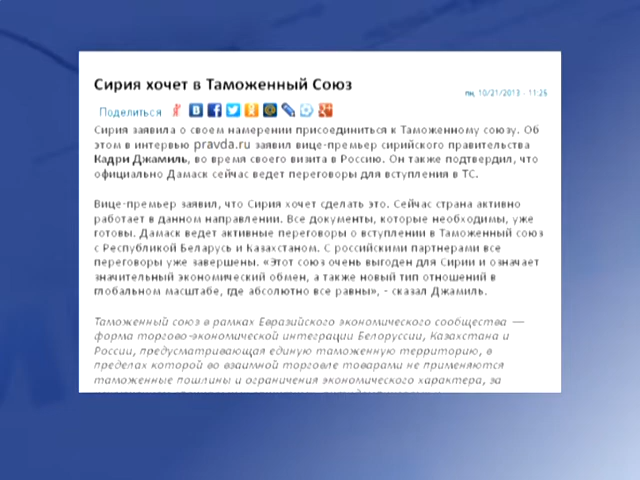 Сирия хочет в Таможенный Союз
пн, 10/21/2013 - 11:25
Поделиться
Сирия заявила о своем намерении присоединиться к Таможенному союзу. Об
этом в интервью pravda.ru заявил вице-премьер сирийского правительства
Кадри Джамиль, во время своего визита в Россию. Он также подтвердил, что
официально Дамаск сейчас ведет переговоры для вступления в ТС.
Вице-премьер заявил, что Сирия хочет сделать это. Сейчас страна активно
работает в данном направлении. Все документы, которые необходимы, уже
готовы. Дамаск ведет активные переговоры о вступлении в Таможенный союз
с Республикой Беларусь и Казахстаном. С российскими партнерами все
переговоры уже завершены. «Этот союз очень выгоден для Сирии и означает
значительный экономический обмен, а также новый тип отношений в
глобальном масштабе, где абсолютно все равны», - сказал Джамиль.
Таможенный союз в рамках Евразийского экономического сообщества —
форма торгово-экономической интеграции Белоруссии, Казахстана и
России, предусматривающая единую таможенную территорию, в
пределах которой во взаимной торговле товарами не применяются
таможенные пошлины и ограничения экономического характера, за